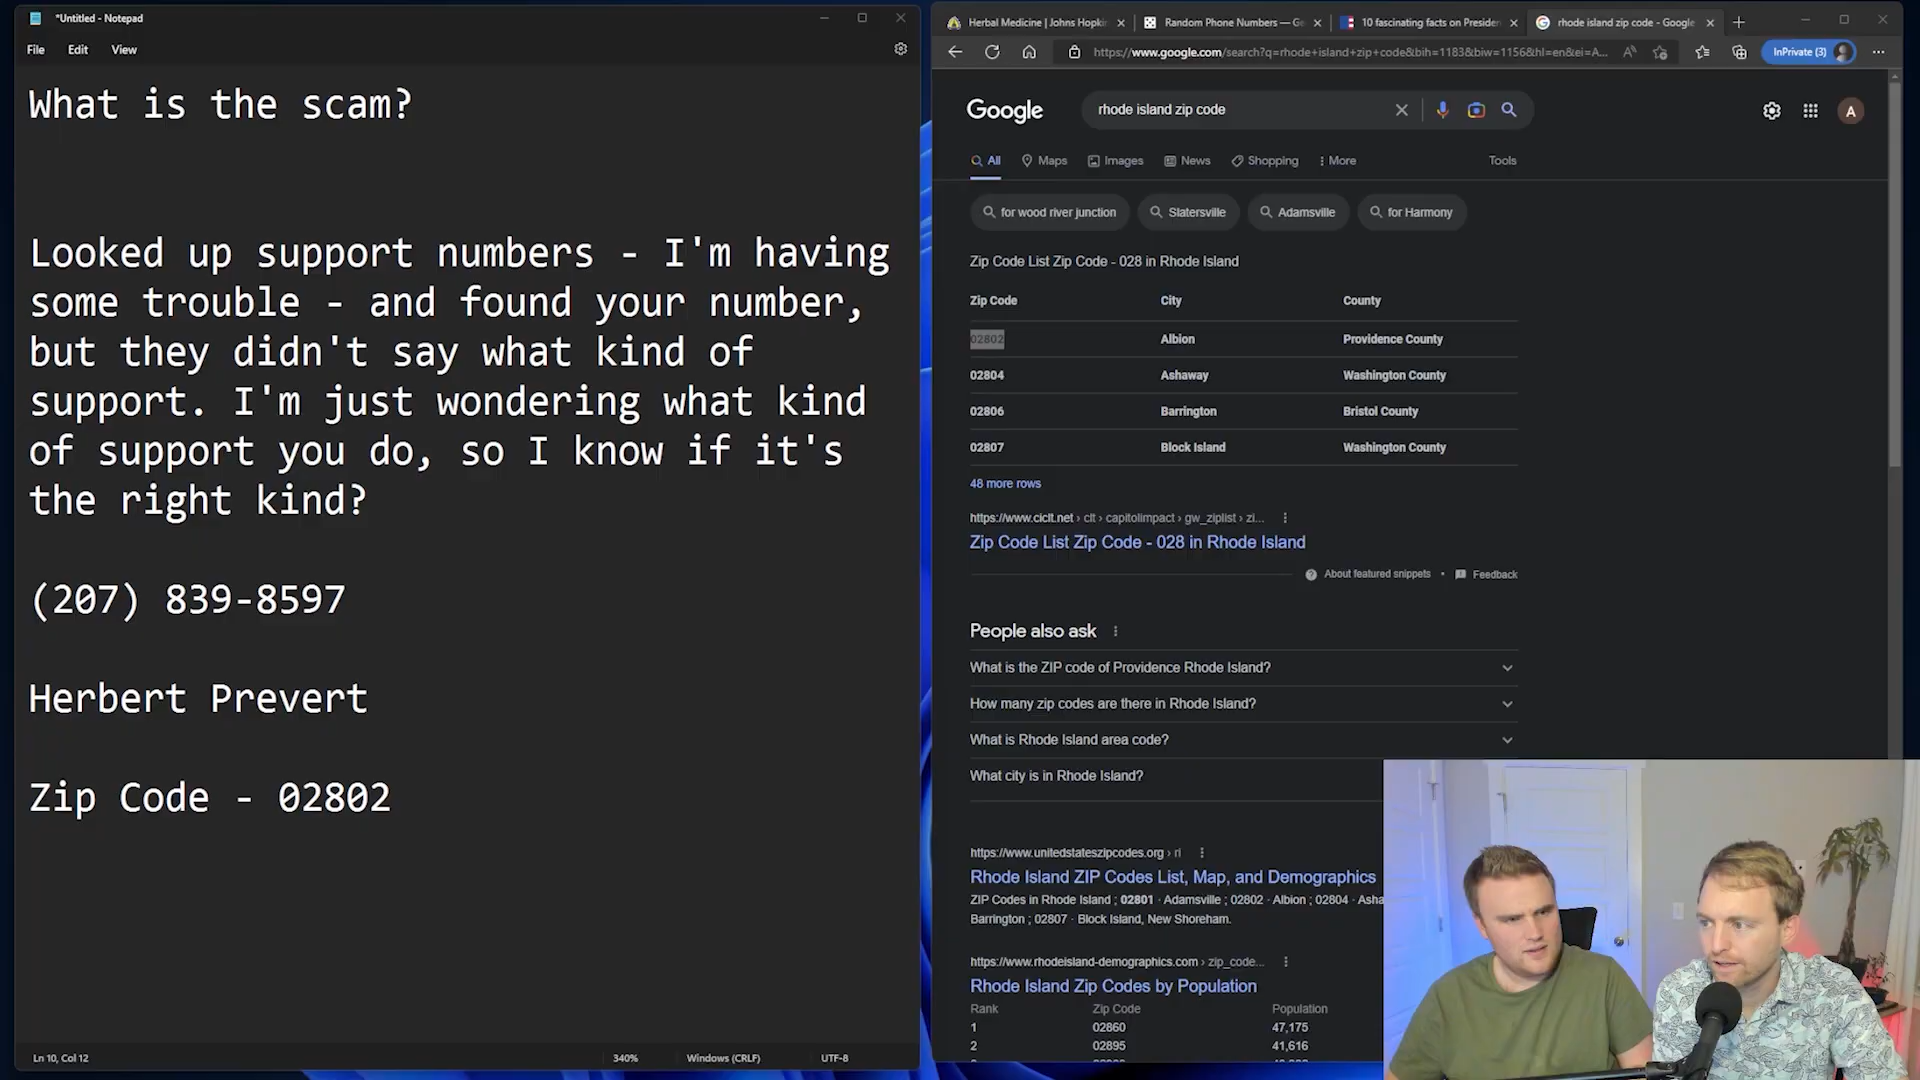 *Untitled - Notepad
File Edit View
What is the scam?
Looked up support numbers - I'm having
some trouble - and found your number,
but they didn't say what kind of
support. I'm just wondering what kind
of support you do, so I know if it's
the right kind?
(207) 839-8597
Herbert Prevert
Zip Code - 02802
Ln 10, Col 12 340% Windows (CRLF) UTF-8
Herbal Medicine | Johns Hopki
Random Phone Numbers — Ge
10 fascinating facts on Presiden
rhode island zip code - Google
https://www.google.com/search?q=rhode+island+zip+code&bih=1183&biw=1156&hl=en&ei=A...
InPrivate (3)
Google
rhode island zip code
A
All Maps Images News Shopping More Tools
for wood river junction Slatersville Adamsville for Harmony
Zip Code List Zip Code - 028 in Rhode Island
Zip Code City County
02802 Albion Providence County
02804 Ashaway Washington County
02806 Barrington Bristol County
02807 Block Island Washington County
48 more rows
https://www.ciclt.net › clt › capitolimpact › gw_ziplist › zi...
Zip Code List Zip Code - 028 in Rhode Island
About featured snippets • Feedback
People also ask
What is the ZIP code of Providence Rhode Island?
How many zip codes are there in Rhode Island?
What is Rhode Island area code?
What city is in Rhode Island?
https://www.unitedstateszipcodes.org › ri
Rhode Island ZIP Codes List, Map, and Demographics
ZIP Codes in Rhode Island ; 02801 · Adamsville ; 02802 · Albion ; 02804 · Asha
Barrington ; 02807 · Block Island, New Shoreham.
https://www.rhodeisland-demographics.com › zip_code...
Rhode Island Zip Codes by Population
Rank Zip Code Population
1 02860 47,175
2 02895 41,616